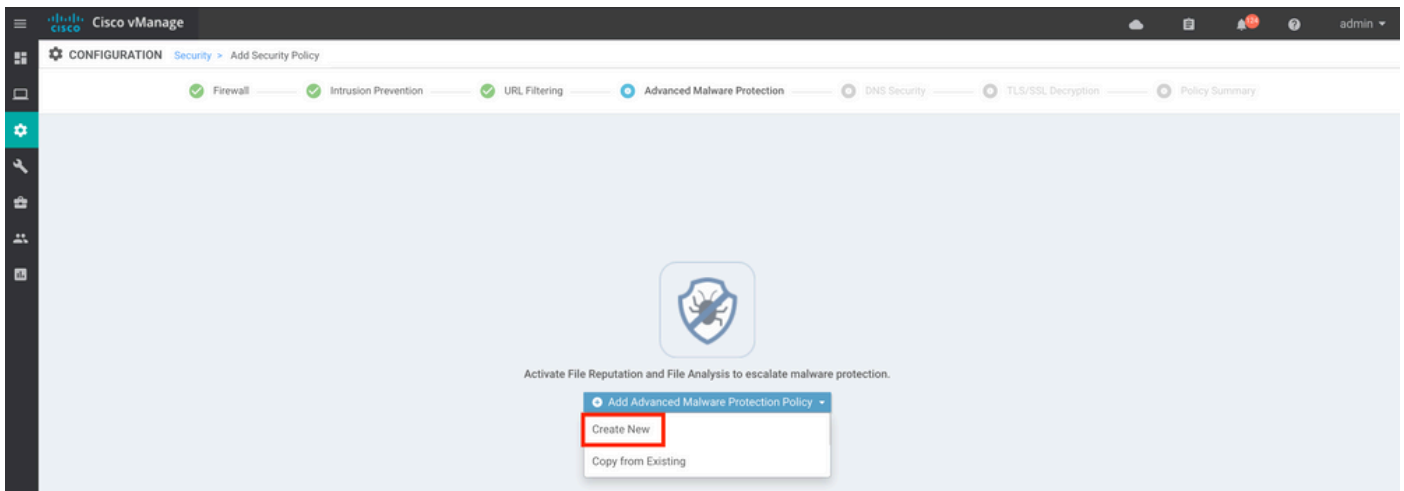 cisco Cisco vManage 124 admin
CONFIGURATION Security > Add Security Policy
Firewall Intrusion Prevention URL Filtering Advanced Malware Protection DNS Security TLS/SSL Decryption Policy Summary
Activate File Reputation and File Analysis to escalate malware protection.
Add Advanced Malware Protection Policy
Create New
Copy from Existing